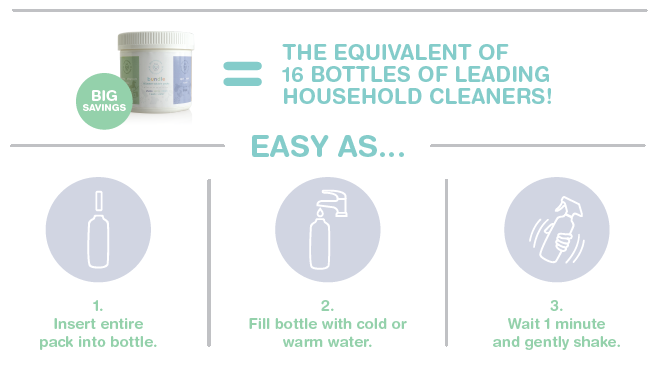 BIG
SAVINGS
=
THE EQUIVALENT OF
16 BOTTLES OF LEADING
HOUSEHOLD CLEANERS!
EASY AS...
1.
Insert entire
pack into bottle.
2.
Fill bottle with cold or
warm water.
3.
Wait 1 minute
and gently shake.